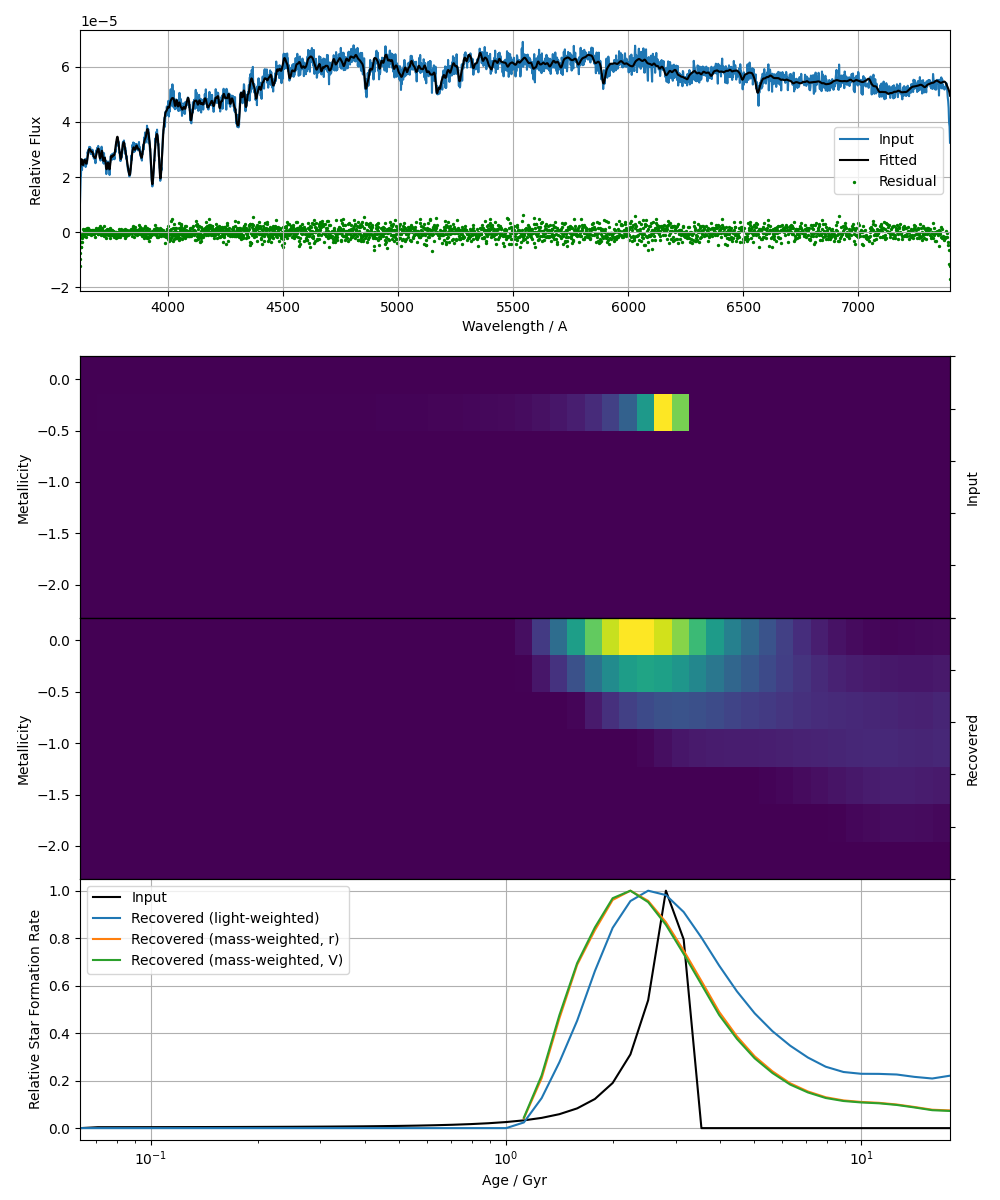 1e−5
6
4
2
0
−2
Relative Flux
Input
Fitted
Residual
4000 4500 5000 5500 6000 6500 7000
Wavelength / A
0.0
−0.5
−1.0
−1.5
−2.0
Metallicity
Input
0.0
−0.5
−1.0
−1.5
−2.0
Metallicity
Recovered
1.0
0.8
0.6
0.4
0.2
0.0
Relative Star Formation Rate
Input
Recovered (light-weighted)
Recovered (mass-weighted, r)
Recovered (mass-weighted, V)
10⁻¹ 10⁰ 10¹
Age / Gyr